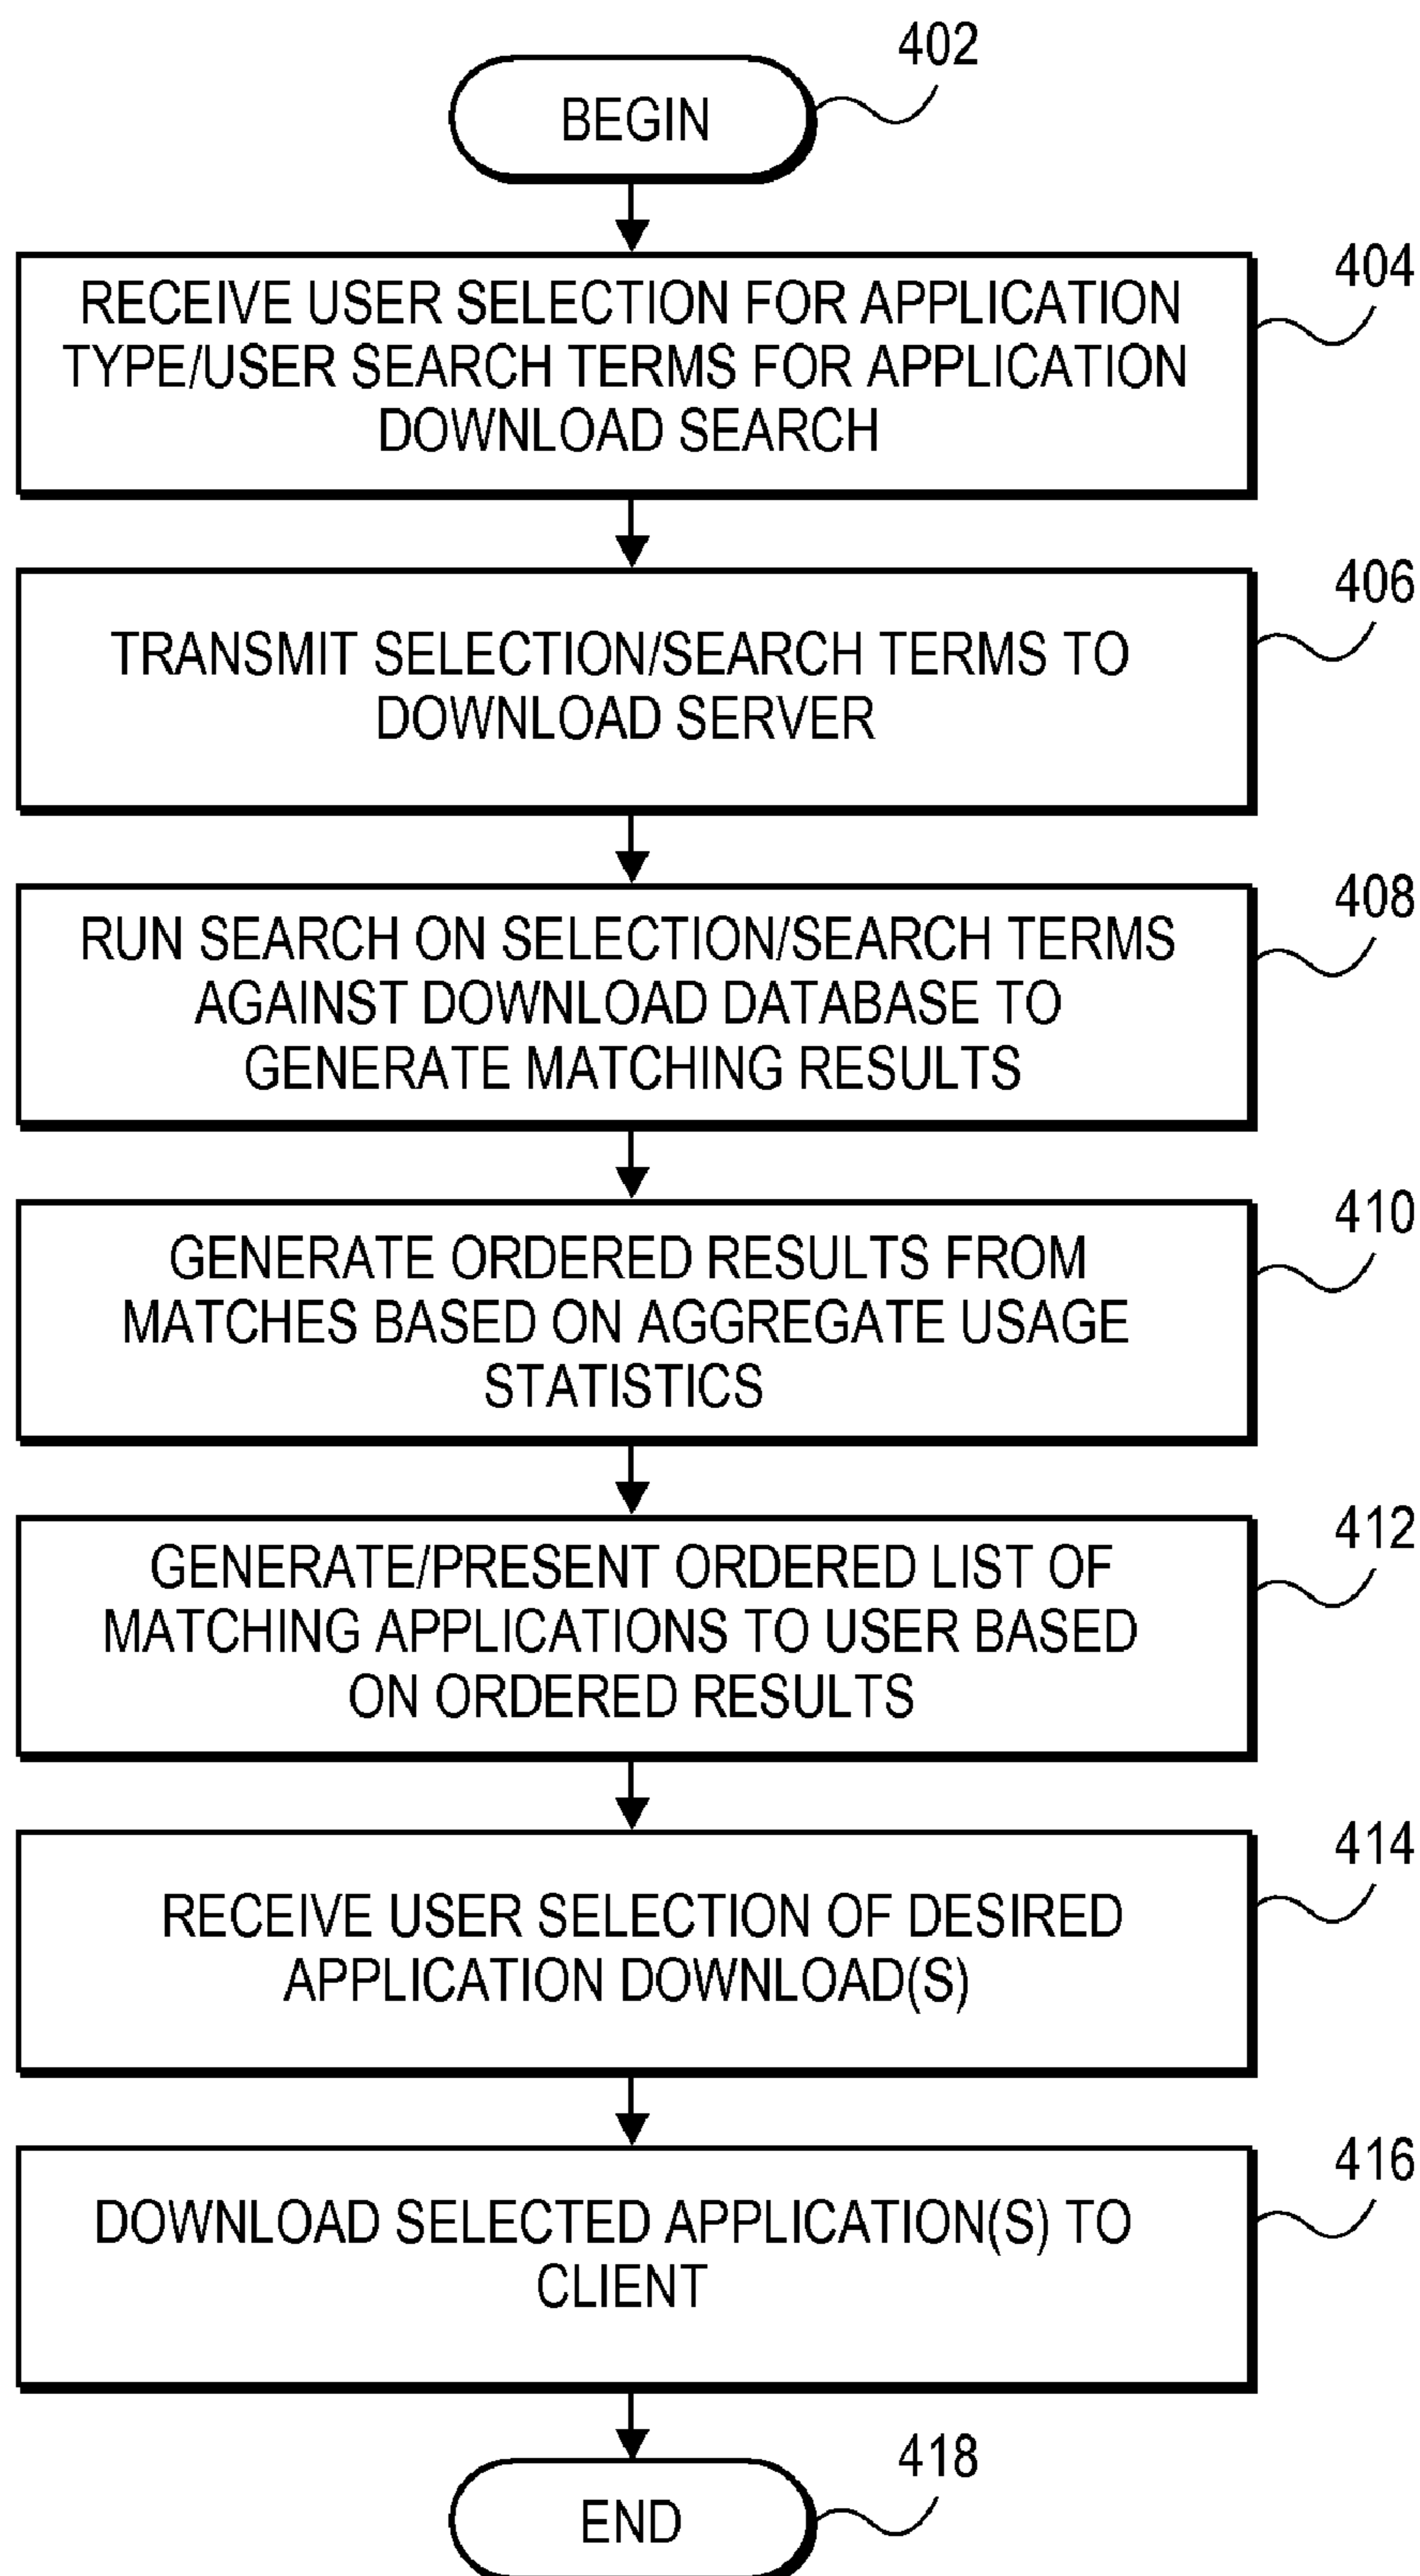 402
BEGIN
404
RECEIVE USER SELECTION FOR APPLICATION
TYPE/USER SEARCH TERMS FOR APPLICATION
DOWNLOAD SEARCH
406
TRANSMIT SELECTION/SEARCH TERMS TO
DOWNLOAD SERVER
408
RUN SEARCH ON SELECTION/SEARCH TERMS
AGAINST DOWNLOAD DATABASE TO
GENERATE MATCHING RESULTS
410
GENERATE ORDERED RESULTS FROM
MATCHES BASED ON AGGREGATE USAGE
STATISTICS
412
GENERATE/PRESENT ORDERED LIST OF
MATCHING APPLICATIONS TO USER BASED
ON ORDERED RESULTS
414
RECEIVE USER SELECTION OF DESIRED
APPLICATION DOWNLOAD(S)
416
DOWNLOAD SELECTED APPLICATION(S) TO
CLIENT
418
END